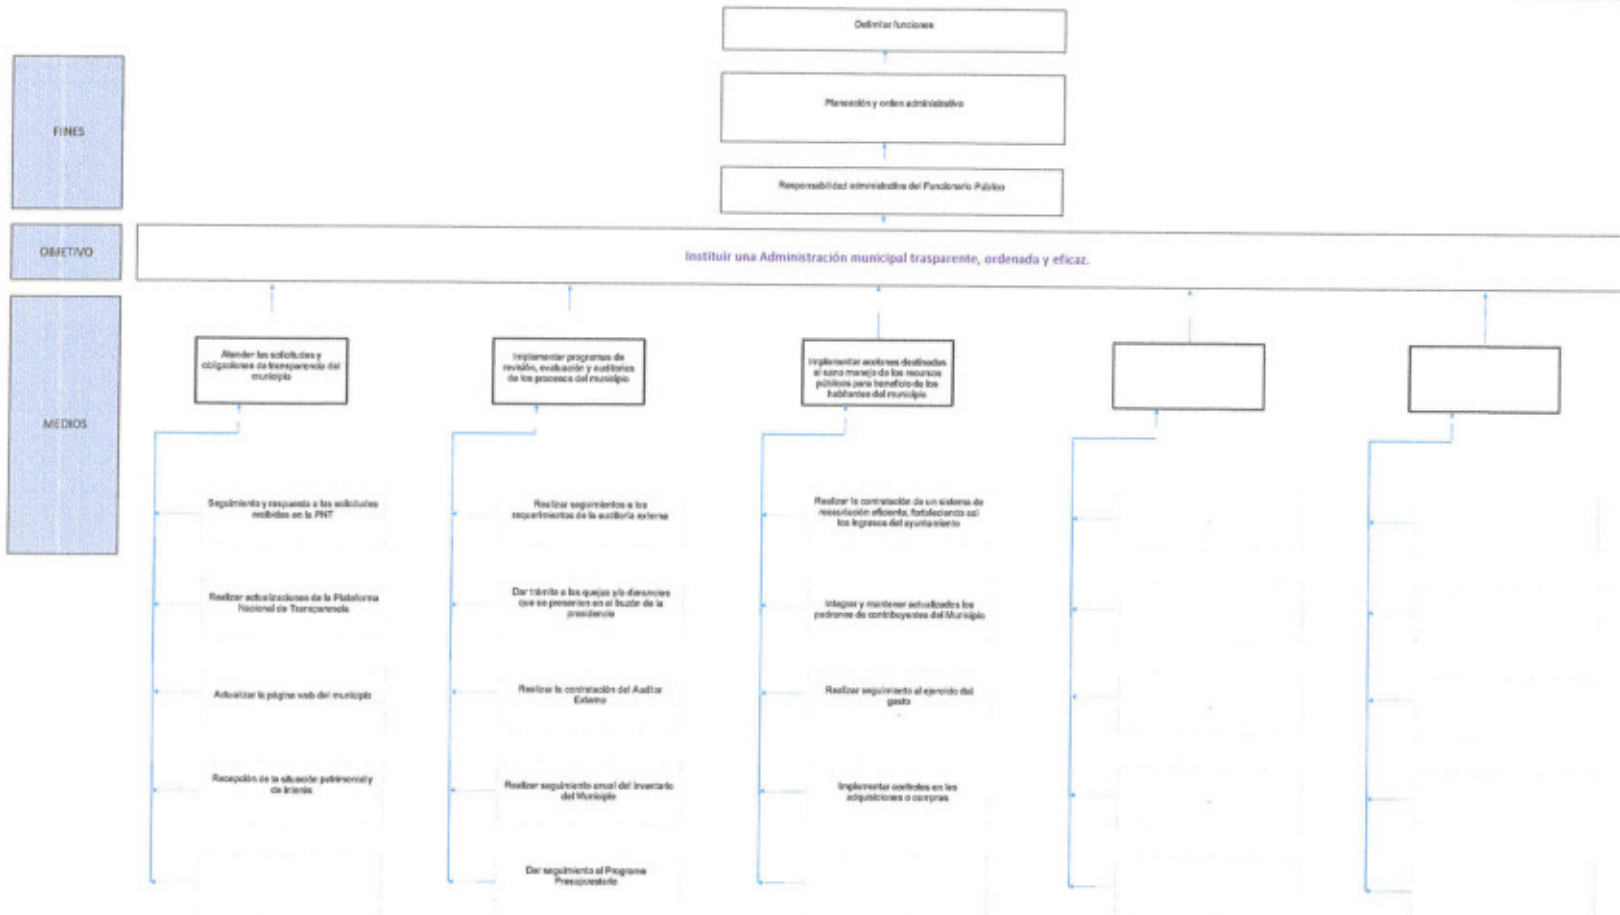 Delimitar funciones
FINES
Planeación y orden administrativo
Responsabilidad administrativa del Funcionario Público
OBJETIVO
Instituir una Administración municipal trasparente, ordenada y eficaz.
MEDIOS
Atender las solicitudes y
obligaciones de transparencia del
municipio
Seguimiento y respuesta a las solicitudes
recibidas en la PNT
Realizar actualizaciones de la Plataforma
Nacional de Transparencia
Actualizar la página web del municipio
Recepción de la situación patrimonial y
de interés
Implementar programas de
revisión, evaluación y auditorias
de los procesos del municipio
Realizar seguimientos a los
requerimientos de la auditoría externa
Dar trámite a las quejas y/o denuncias
que se presenten en el buzón de la
presidencia
Realizar la contratación del Auditor
Externo
Realizar seguimiento anual del inventario
del Municipio
Dar seguimiento al Programa
Presupuestario
Implementar acciones destinadas
al sano manejo de los recursos
públicos para beneficio de los
habitantes del municipio
Realizar la contratación de un sistema de
recaudación eficiente, fortaleciendo así
los ingresos del ayuntamiento
Integrar y mantener actualizados los
padrones de contribuyentes del Municipio
Realizar seguimiento al ejercicio del
gasto
Implementar controles en las
adquisiciones o compras